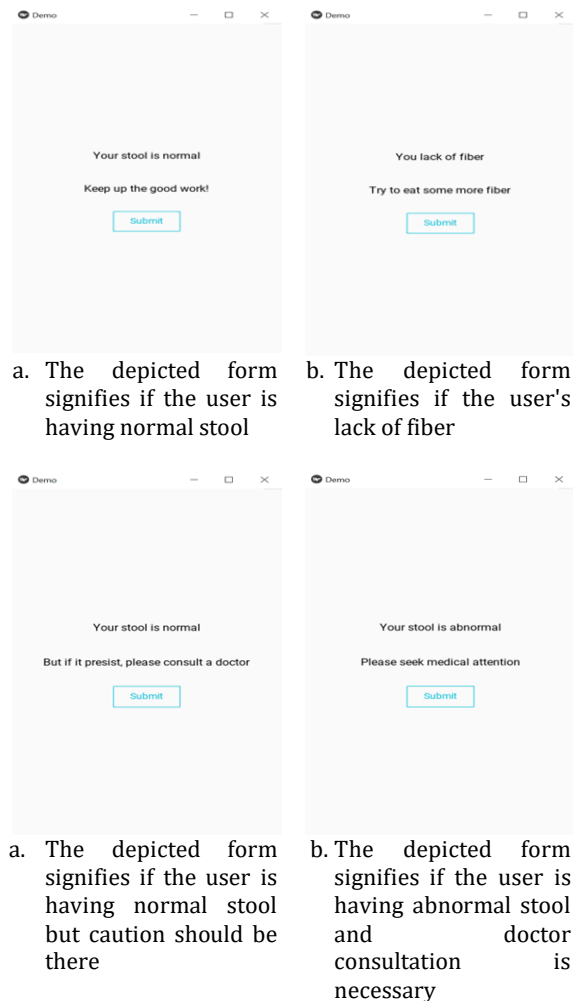 Demo
Your stool is normal
Keep up the good work!
Submit
Demo
You lack of fiber
Try to eat some more fiber
Submit
a. The depicted form
signifies if the user is
having normal stool
b. The depicted form
signifies if the user's
lack of fiber
Demo
Your stool is normal
But if it presist, please consult a doctor
Submit
Demo
Your stool is abnormal
Please seek medical attention
Submit
a. The depicted form
signifies if the user is
having normal stool
but caution should be
there
b. The depicted form
signifies if the user is
having abnormal stool
and doctor
consultation is
necessary